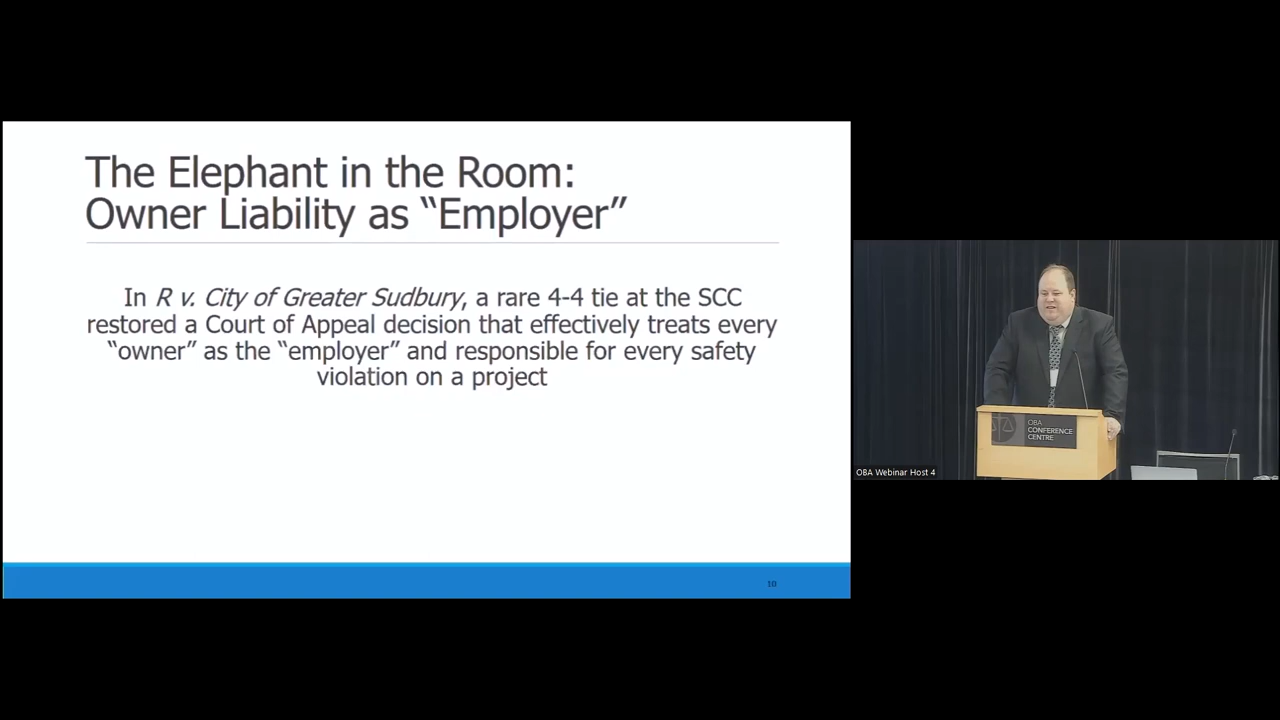 The Elephant in the Room:
Owner Liability as “Employer”
In R v. City of Greater Sudbury, a rare 4-4 tie at the SCC
restored a Court of Appeal decision that effectively treats every
“owner” as the “employer” and responsible for every safety
violation on a project
10
OBA
CONFERENCE
CENTRE
OBA Webinar Host 4